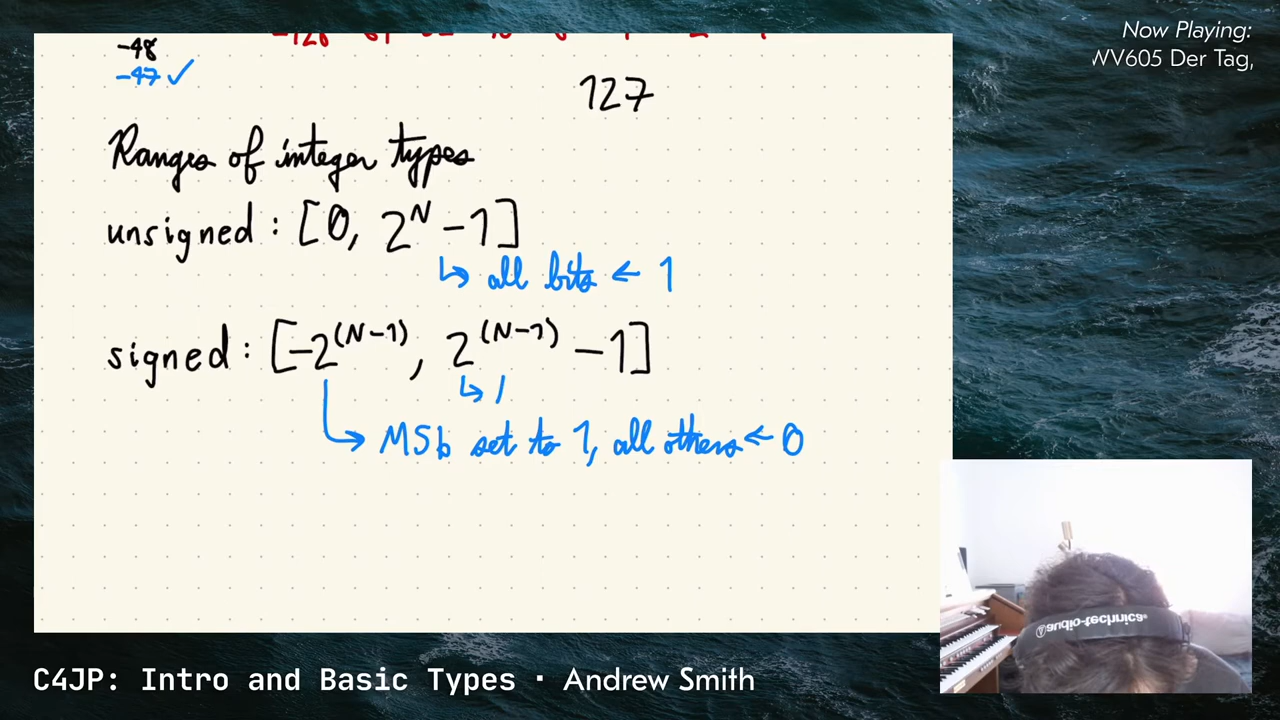 Now Playing:
WV605 Der Tag,
-48
-47 ✓
127
Ranges of integer types
unsigned : [0, 2^N -1]
↳ all bits ← 1
signed : [-2^(N-1), 2^(N-1) -1]
↳ 1
↳ MSb set to 1, all others ← 0
audio-technica
C4JP: Intro and Basic Types · Andrew Smith